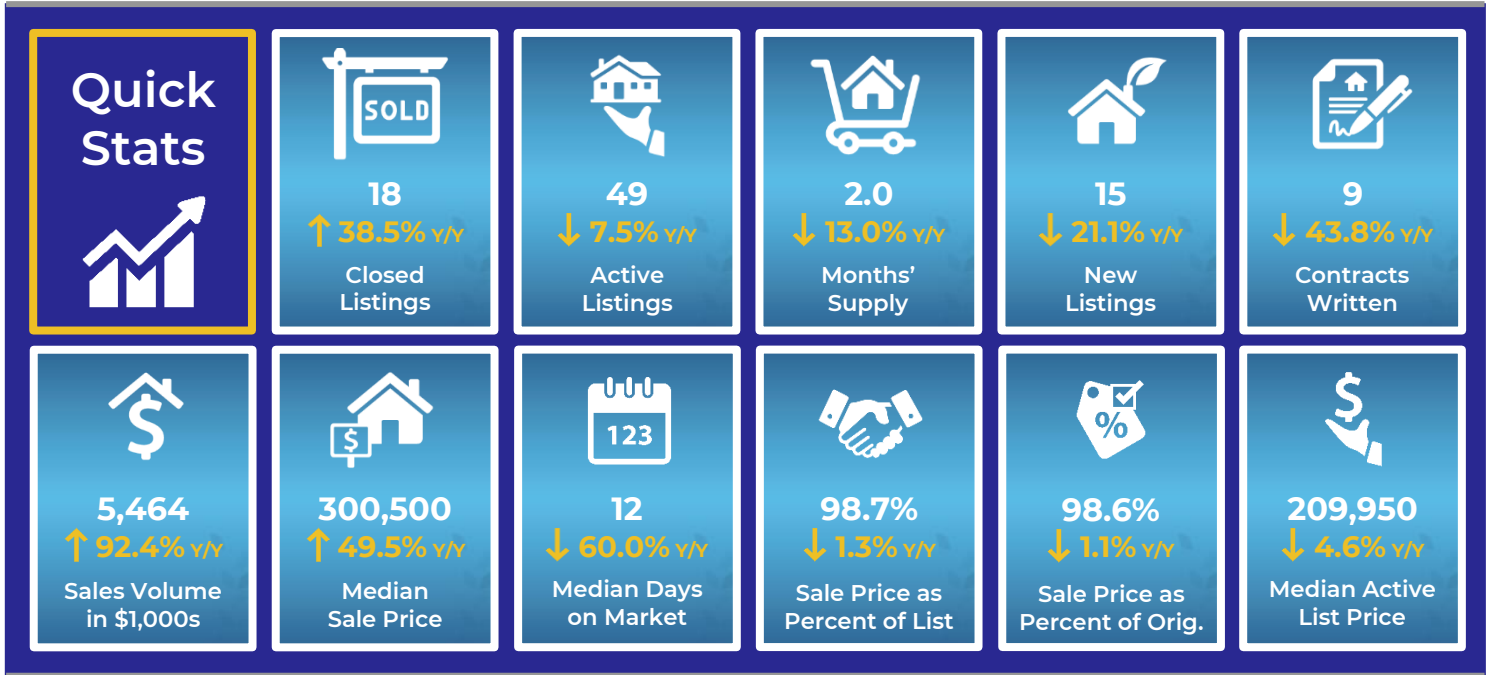 Quick
Stats
SOLD
18
↑ 38.5% Y/Y
Closed
Listings
49
↓ 7.5% Y/Y
Active
Listings
2.0
↓ 13.0% Y/Y
Months’
Supply
15
↓ 21.1% Y/Y
New
Listings
9
↓ 43.8% Y/Y
Contracts
Written
$
5,464
↑ 92.4% Y/Y
Sales Volume
in $1,000s
$
300,500
↑ 49.5% Y/Y
Median
Sale Price
123
12
↓ 60.0% Y/Y
Median Days
on Market
98.7%
↓ 1.3% Y/Y
Sale Price as
Percent of List
%
98.6%
↓ 1.1% Y/Y
Sale Price as
Percent of Orig.
$
209,950
↓ 4.6% Y/Y
Median Active
List Price